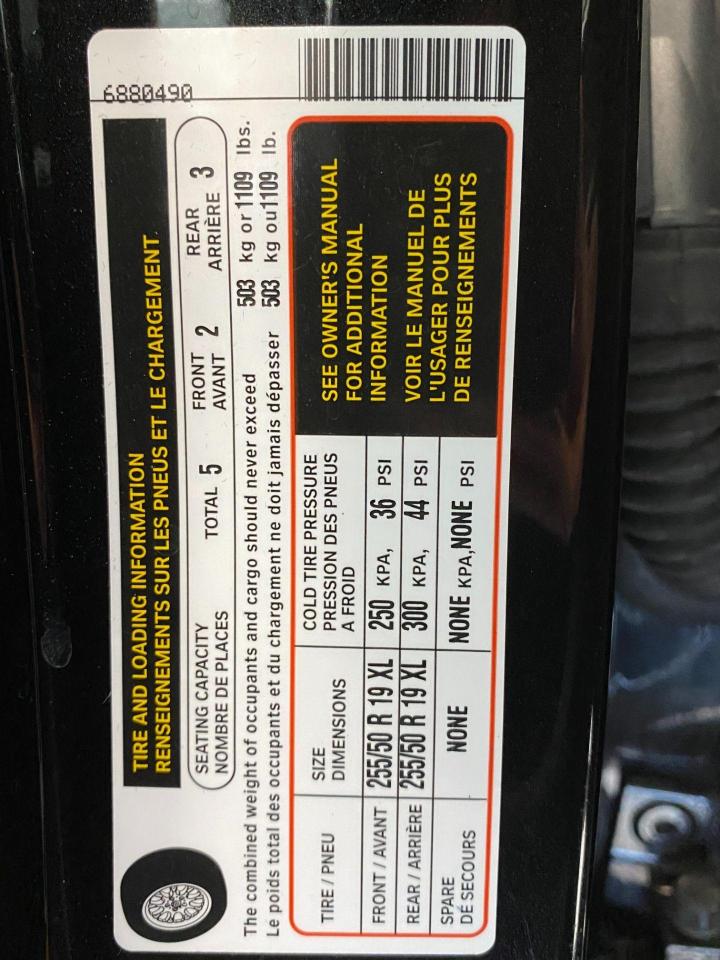 6880490
TIRE AND LOADING INFORMATION
RENSEIGNEMENTS SUR LES PNEUS ET LE CHARGEMENT
SEATING CAPACITY
NOMBRE DE PLACES
TOTAL 5
FRONT
AVANT 2
REAR
ARRIÈRE 3
The combined weight of occupants and cargo should never exceed 503 kg or 1109 lbs.
Le poids total des occupants et du chargement ne doit jamais dépasser 503 kg ou 1109 lb.
TIRE / PNEU
SIZE
DIMENSIONS
COLD TIRE PRESSURE
PRESSION DES PNEUS
A FROID
FRONT / AVANT 255/50 R 19 XL 250 KPA, 36 PSI
REAR / ARRIÈRE 255/50 R 19 XL 300 KPA, 44 PSI
SPARE
DE SECOURS
NONE NONE KPA, NONE PSI
SEE OWNER'S MANUAL
FOR ADDITIONAL
INFORMATION
VOIR LE MANUEL DE
L'USAGER POUR PLUS
DE RENSEIGNEMENTS